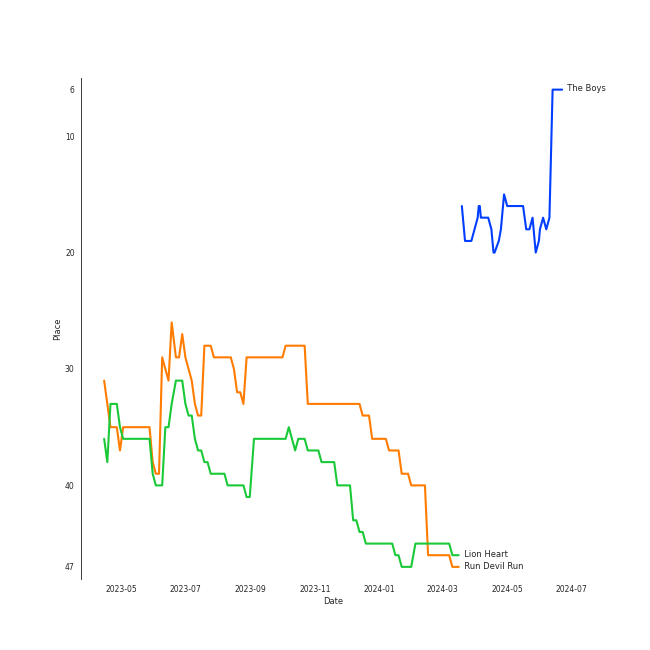 6
The Boys
10
20
30
Place
40
Lion Heart
47
Run Devil Run
2023-05
2023-07
2023-09
2023-11
2024-01
2024-03
2024-05
2024-07
Date